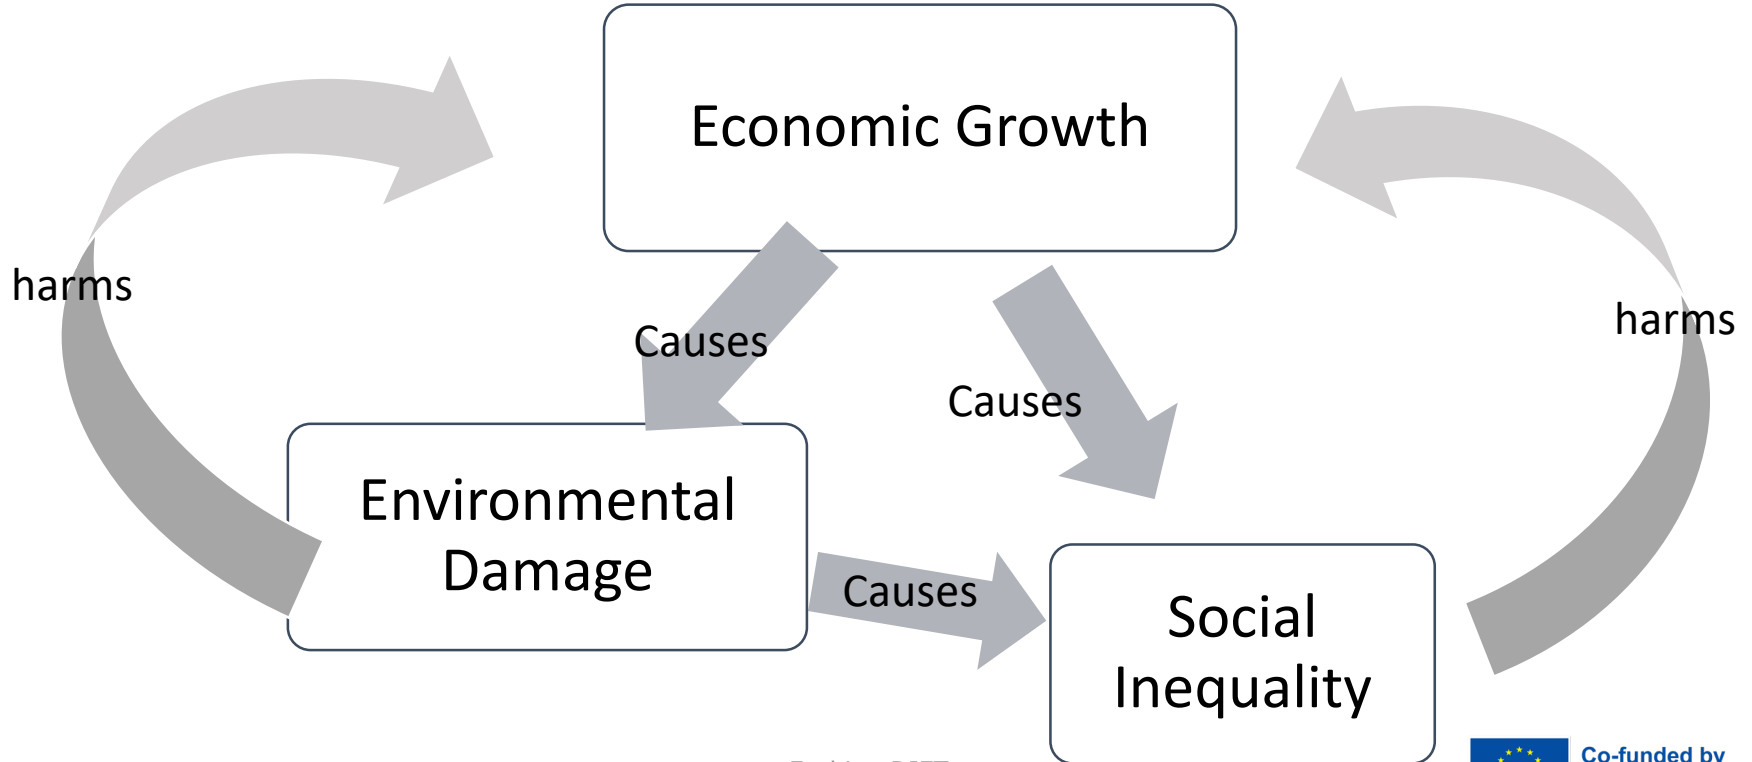 Economic Growth
harms
harms
Causes
Causes
Environmental
Damage
Causes
Social
Inequality
Co-funded by